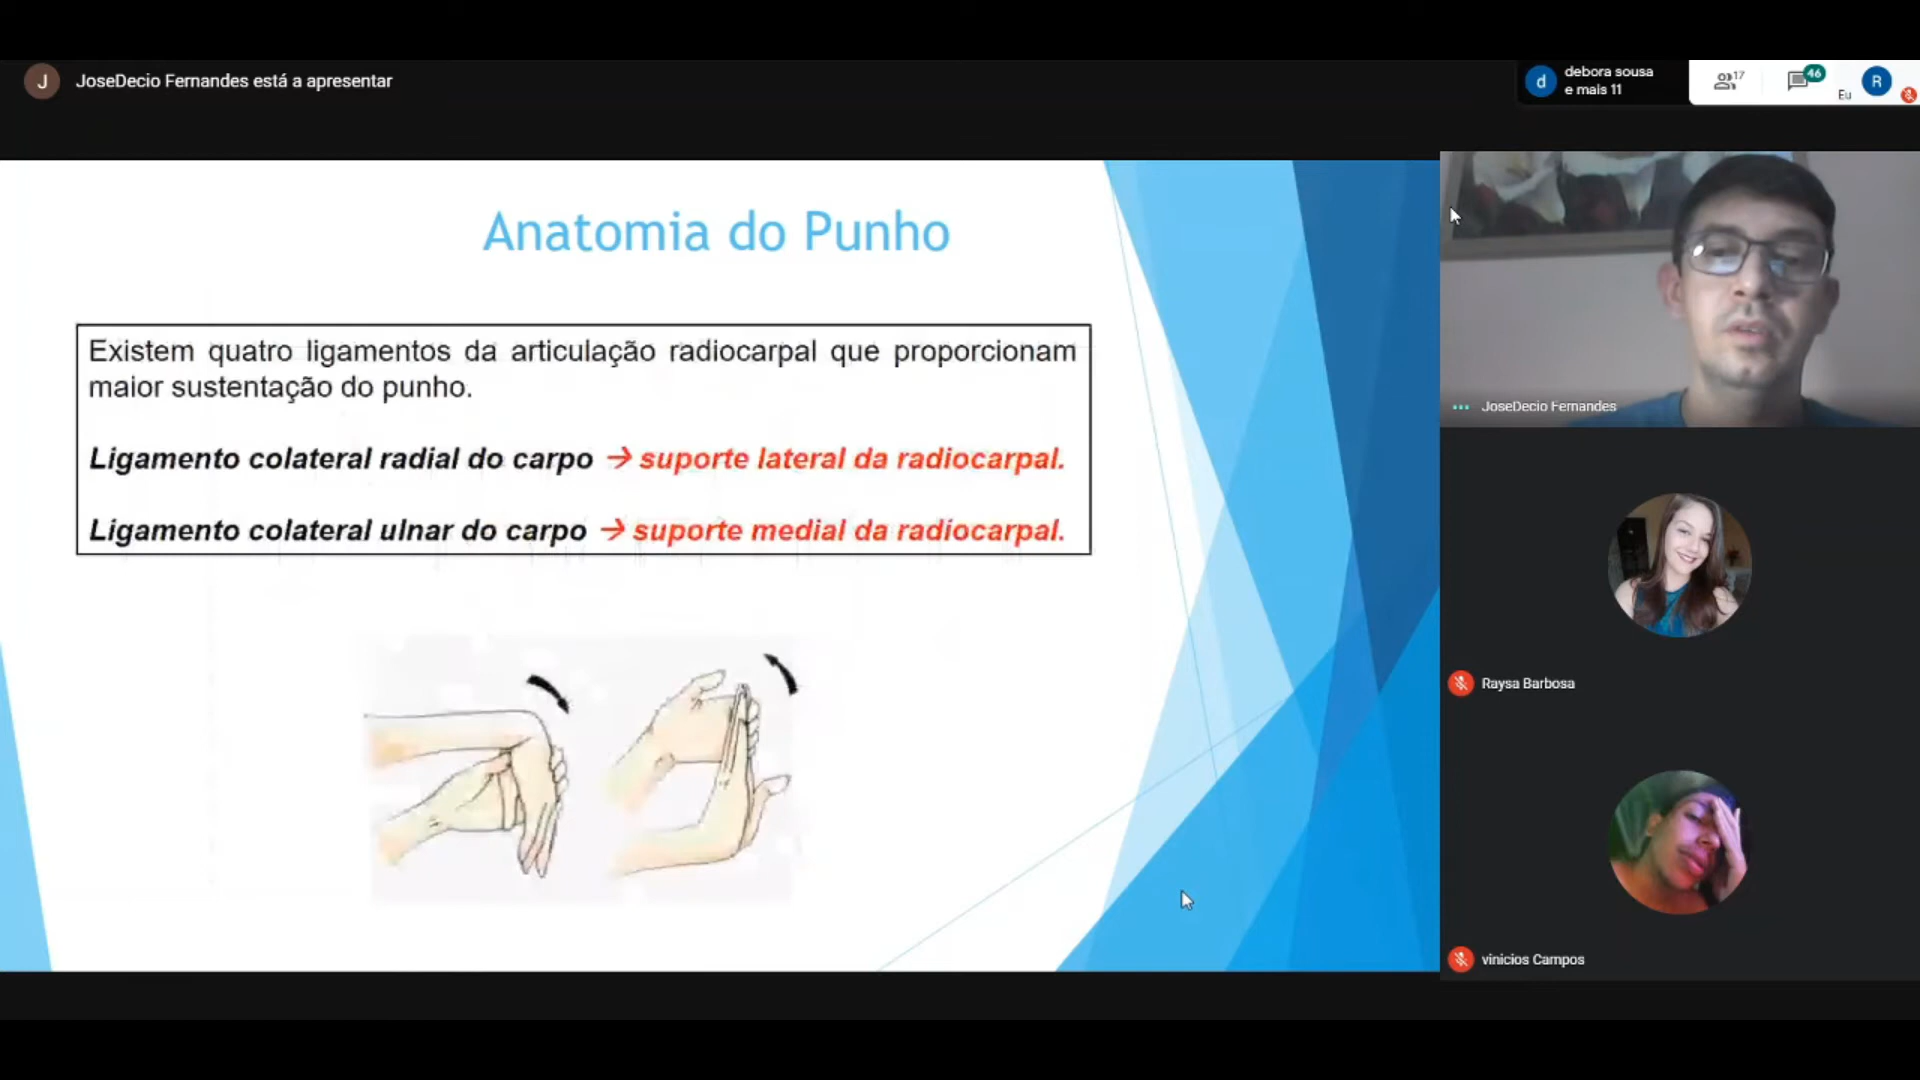 J
JoseDecio Fernandes está a apresentar
d
debora sousa
e mais 11
17
46
Eu
R
Anatomia do Punho
Existem quatro ligamentos da articulação radiocarpal que proporcionam
maior sustentação do punho.
Ligamento colateral radial do carpo → suporte lateral da radiocarpal.
Ligamento colateral ulnar do carpo → suporte medial da radiocarpal.
JoseDecio Fernandes
Raysa Barbosa
vinicios Campos